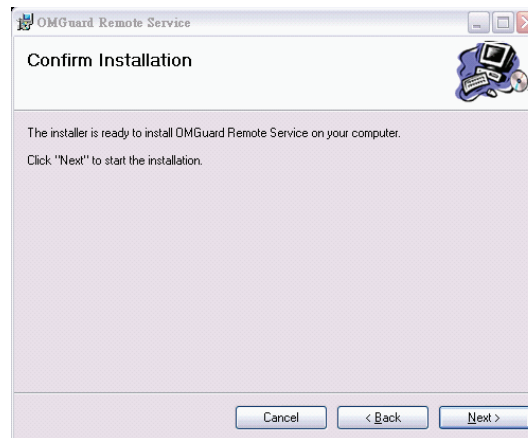 OMGuard Remote Service
Confirm Installation
The installer is ready to install OMGuard Remote Service on your computer.
Click "Next" to start the installation.
Cancel
< Back
Next >